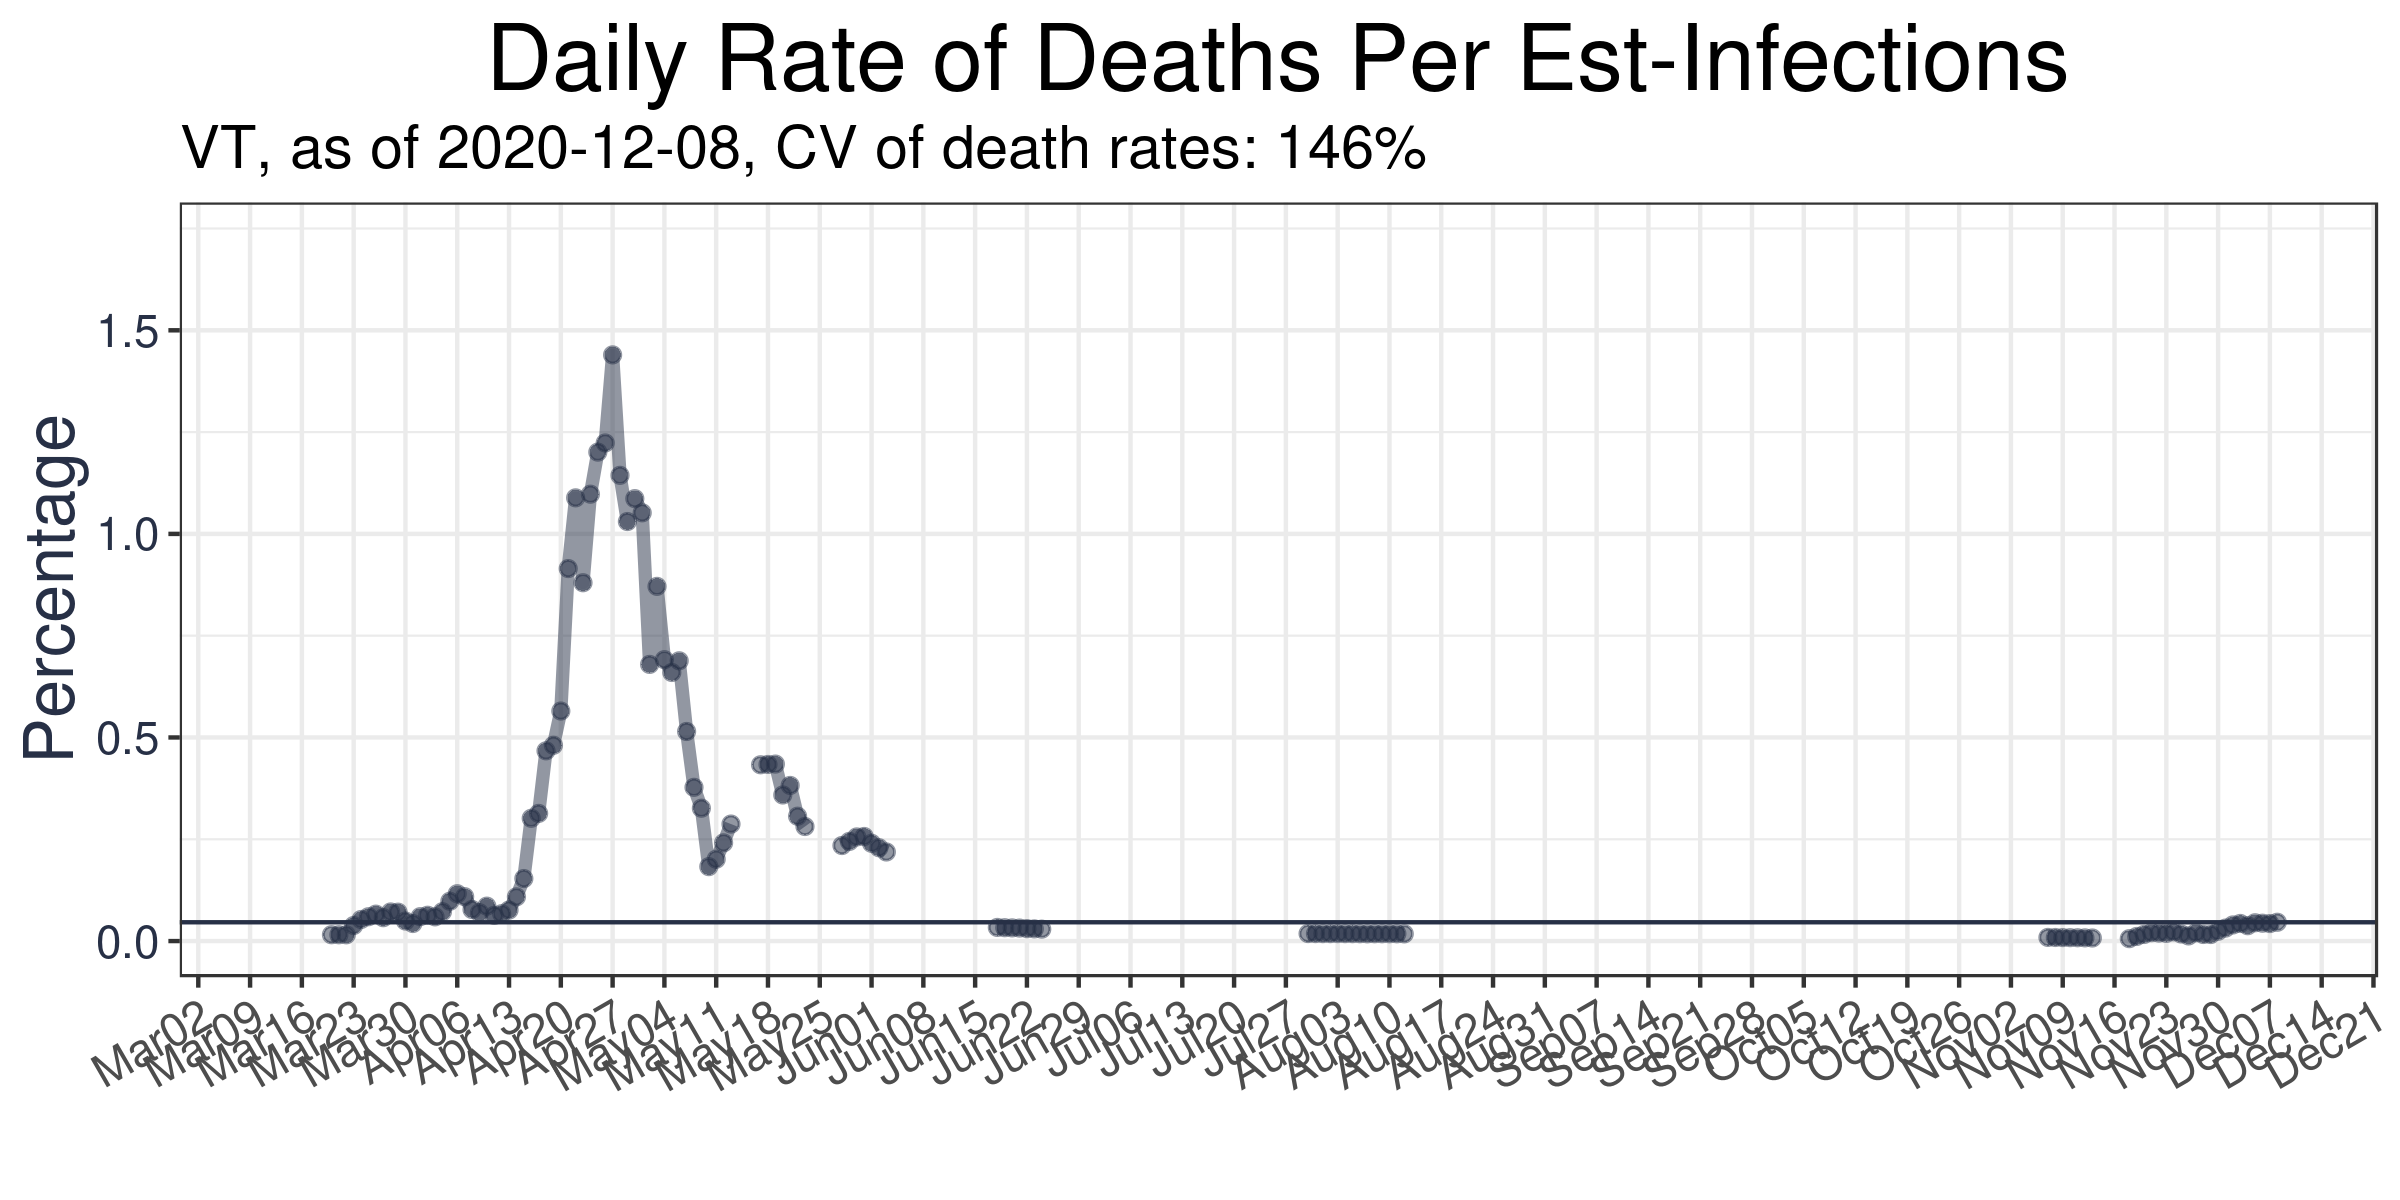 Daily Rate of Deaths Per Est-Infections
VT, as of 2020-12-08, CV of death rates: 146%
Percentage
1.5
1.0
0.5
0.0
Mar02
Mar09
Mar16
Mar23
Mar30
Apr06
Apr13
Apr20
Apr27
May04
May11
May18
May25
Jun01
Jun08
Jun15
Jun22
Jun29
Jul06
Jul13
Jul20
Jul27
Aug03
Aug10
Aug17
Aug24
Aug31
Sep07
Sep14
Sep21
Sep28
Oct05
Oct12
Oct19
Oct26
Nov02
Nov09
Nov16
Nov23
Nov30
Dec07
Dec14
Dec21